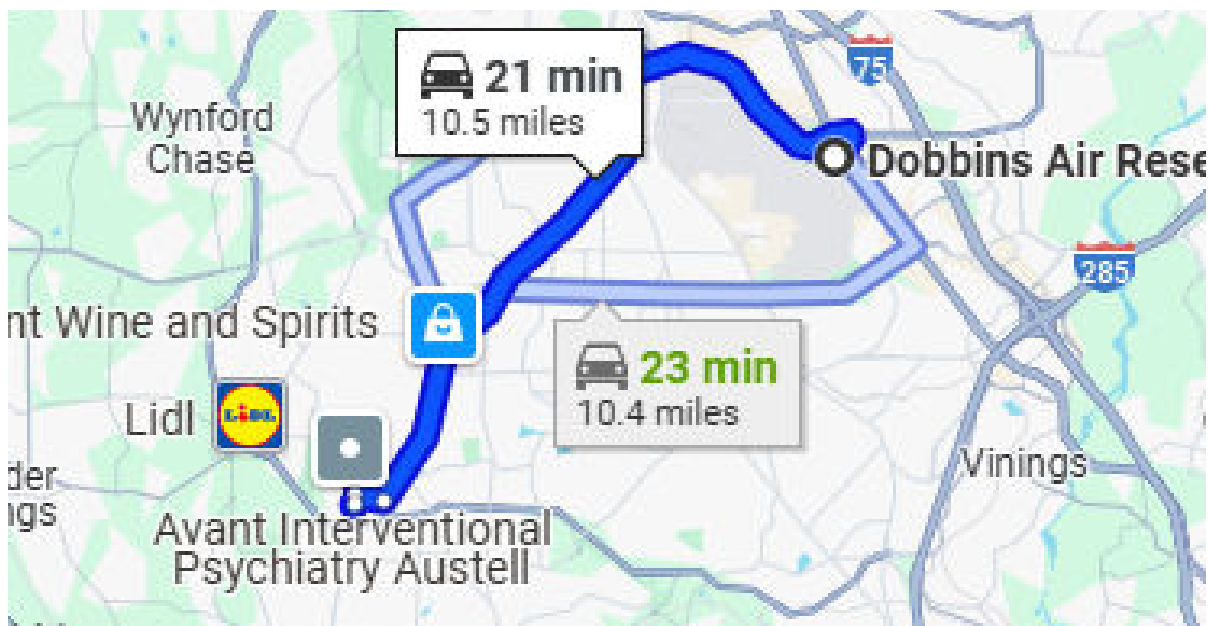 21 min
10.5 miles
75
Wynford
Chase
Dobbins Air Rese
285
nt Wine and Spirits
23 min
10.4 miles
Lidl
LIDL
Vinings
der
gs
Avant Interventional
Psychiatry Austell